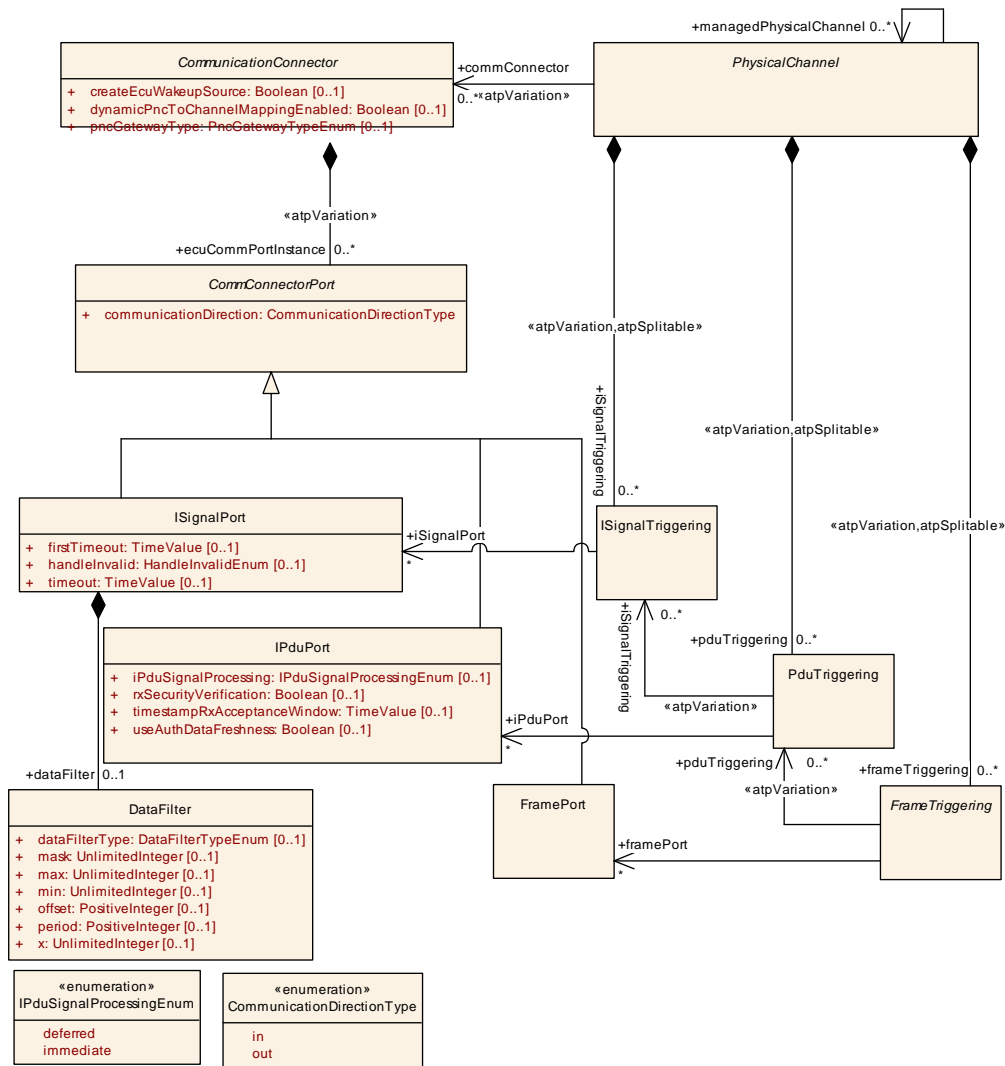 +managedPhysicalChannel 0..*
CommunicationConnector
+ createEcuWakeupSource: Boolean [0..1]
+ dynamicPncToChannelMappingEnabled: Boolean [0..1]
+ pncGatewayType: PncGatewayTypeEnum [0..1]
+commConnector
0..*
«atpVariation»
PhysicalChannel
«atpVariation»
+ecuCommPortInstance 0..*
CommConnectorPort
+ communicationDirection: CommunicationDirectionType
«atpVariation,atpSplitable»
+iSignalTriggering
0..*
«atpVariation,atpSplitable»
«atpVariation,atpSplitable»
ISignalPort
+ firstTimeout: TimeValue [0..1]
+ handleInvalid: HandleInvalidEnum [0..1]
+ timeout: TimeValue [0..1]
+iSignalPort
*
ISignalTriggering
+iSignalTriggering
0..*
+pduTriggering 0..*
«atpVariation»
IPduPort
+ iPduSignalProcessing: IPduSignalProcessingEnum [0..1]
+ rxSecurityVerification: Boolean [0..1]
+ timestampRxAcceptanceWindow: TimeValue [0..1]
+ useAuthDataFreshness: Boolean [0..1]
+iPduPort
*
PduTriggering
+pduTriggering 0..*
«atpVariation»
+frameTriggering 0..*
+dataFilter 0..1
DataFilter
+ dataFilterType: DataFilterTypeEnum [0..1]
+ mask: UnlimitedInteger [0..1]
+ max: UnlimitedInteger [0..1]
+ min: UnlimitedInteger [0..1]
+ offset: PositiveInteger [0..1]
+ period: PositiveInteger [0..1]
+ x: UnlimitedInteger [0..1]
FramePort
+framePort
*
FrameTriggering
«enumeration»
IPduSignalProcessingEnum
deferred
immediate
«enumeration»
CommunicationDirectionType
in
out